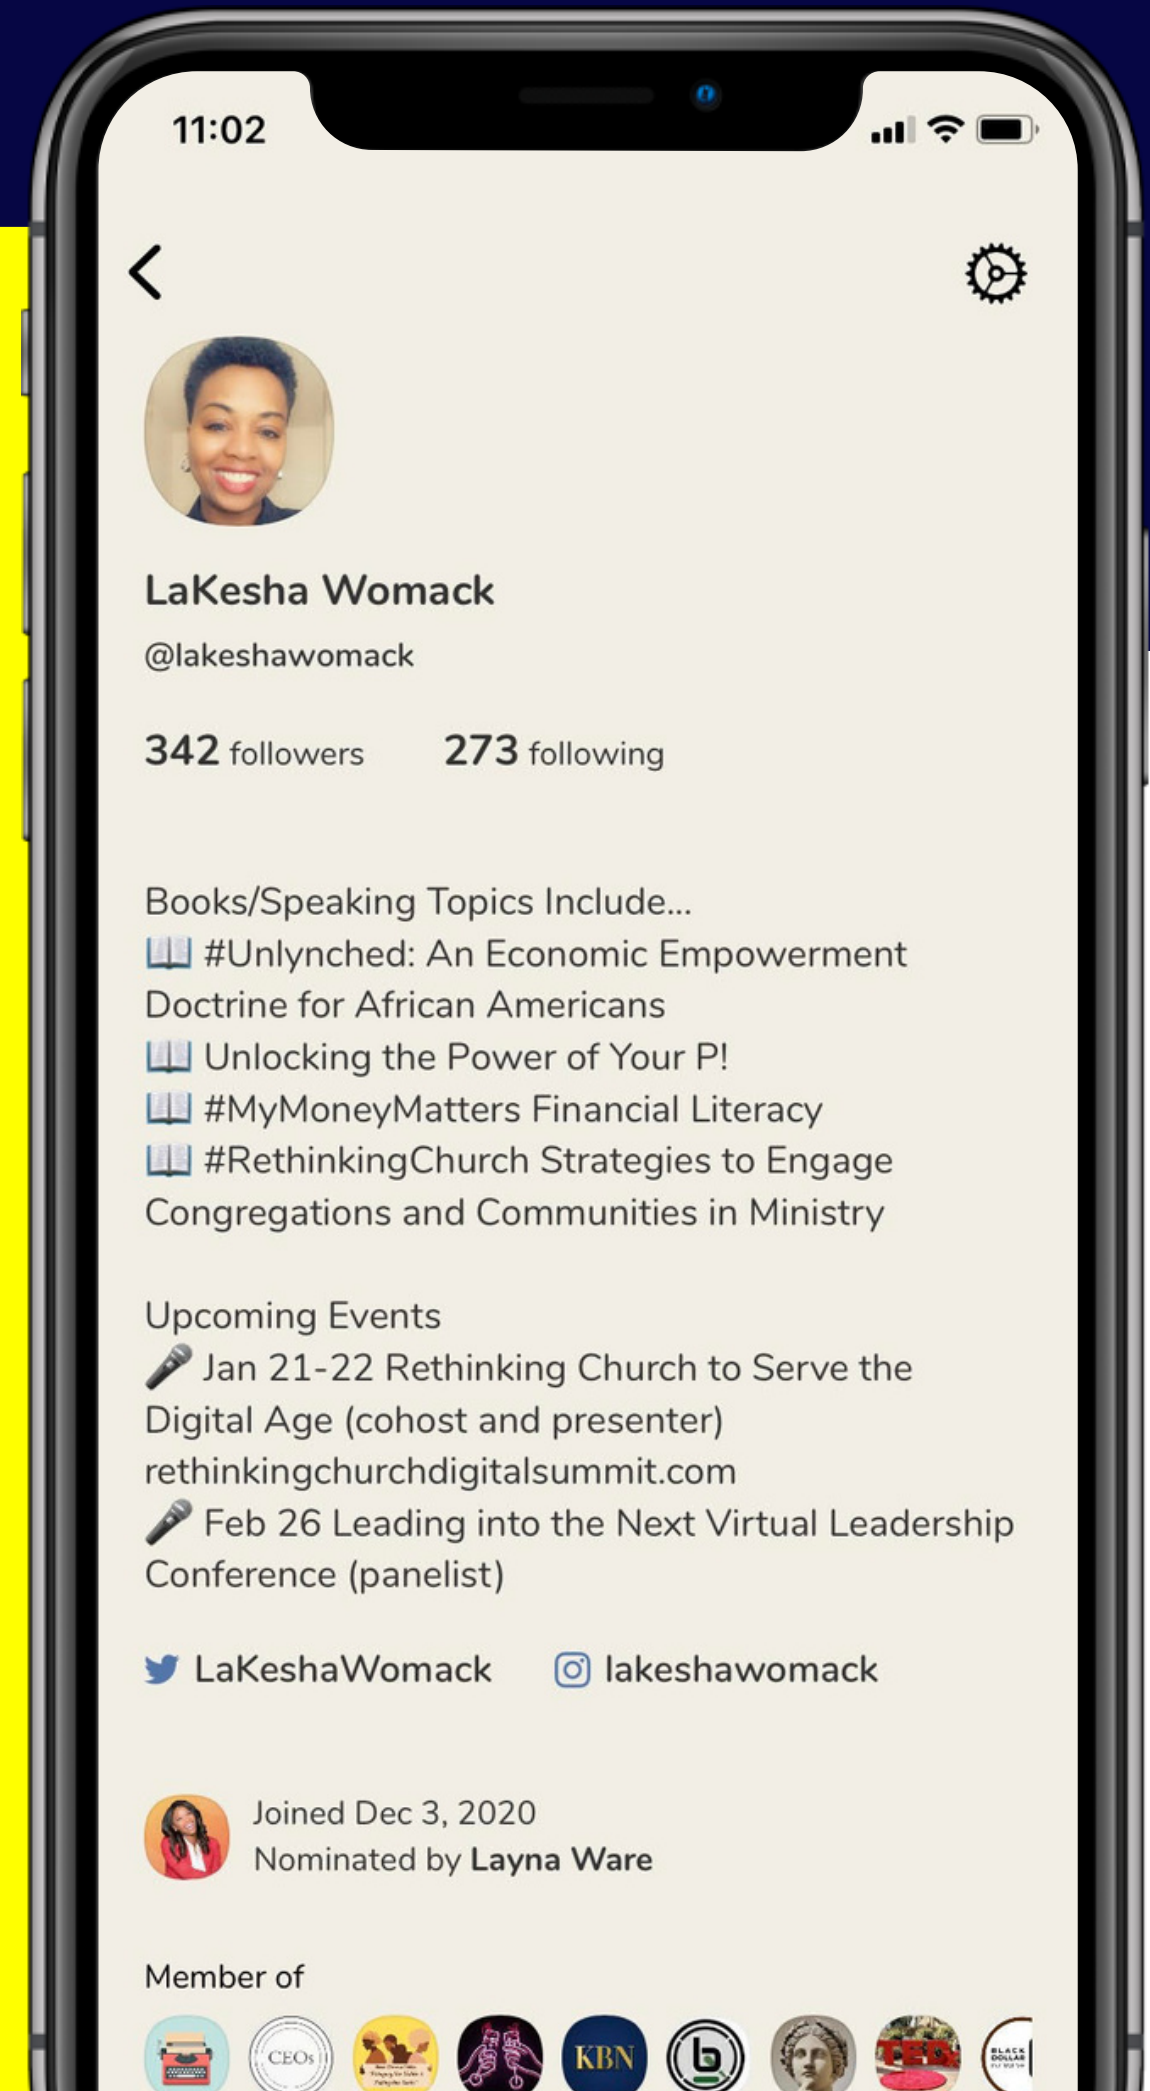 11:02
LaKesha Womack
@lakeshawomack
342 followers 273 following
Books/Speaking Topics Include...
📖 #Unlynched: An Economic Empowerment
Doctrine for African Americans
📖 Unlocking the Power of Your P!
📖 #MyMoneyMatters Financial Literacy
📖 #RethinkingChurch Strategies to Engage
Congregations and Communities in Ministry
Upcoming Events
🎤 Jan 21-22 Rethinking Church to Serve the
Digital Age (cohost and presenter)
rethinkingchurchdigitalsummit.com
🎤 Feb 26 Leading into the Next Virtual Leadership
Conference (panelist)
LaKeshaWomack lakeshawomack
Joined Dec 3, 2020
Nominated by Layna Ware
Member of
CEOs KBN b TED BLACK
DOLLAR